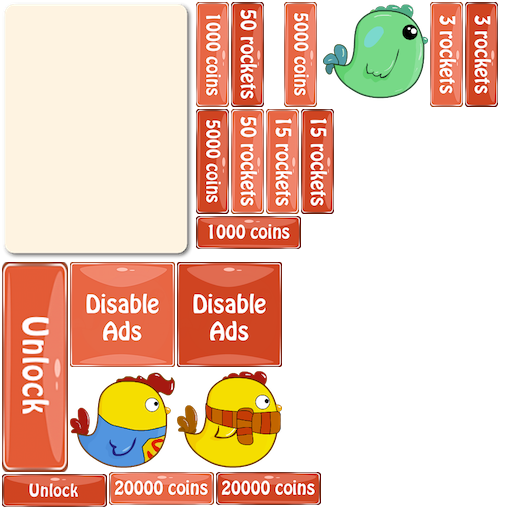 1000 coins
50 rockets
5000 coins
3 rockets
3 rockets
5000 coins
50 rockets
15 rockets
15 rockets
1000 coins
Unlock
Disable
Ads
Disable
Ads
Unlock
20000 coins
20000 coins